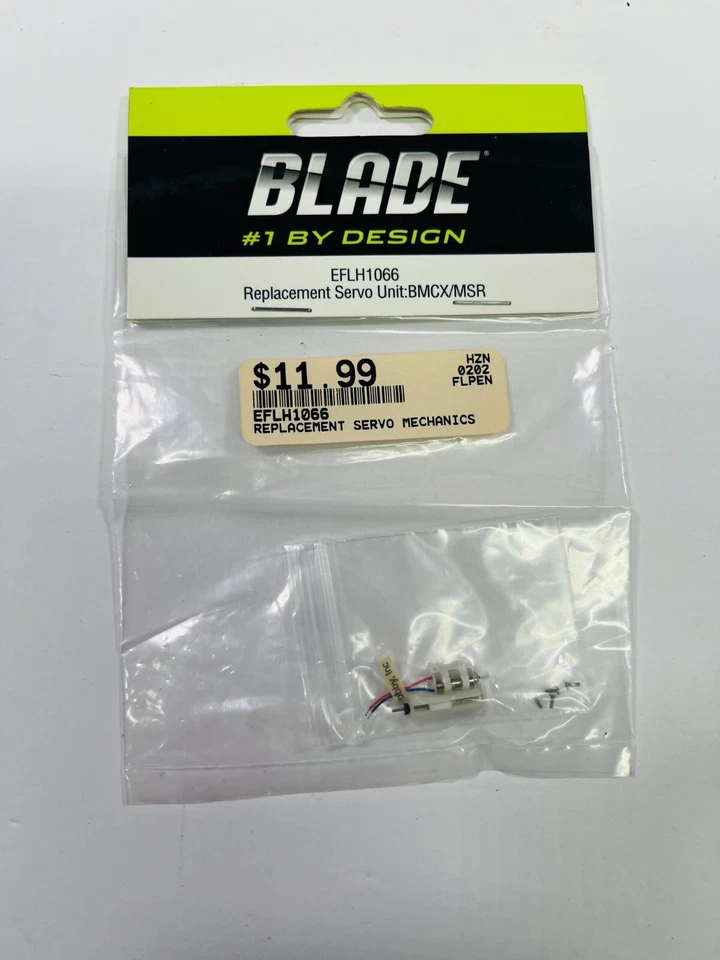 BLADE®
#1 BY DESIGN
EFLH1066
Replacement Servo Unit:BMCX/MSR
$11.99
HZN
0202
FLPEN
EFLH1066
REPLACEMENT SERVO MECHANICS
Inc